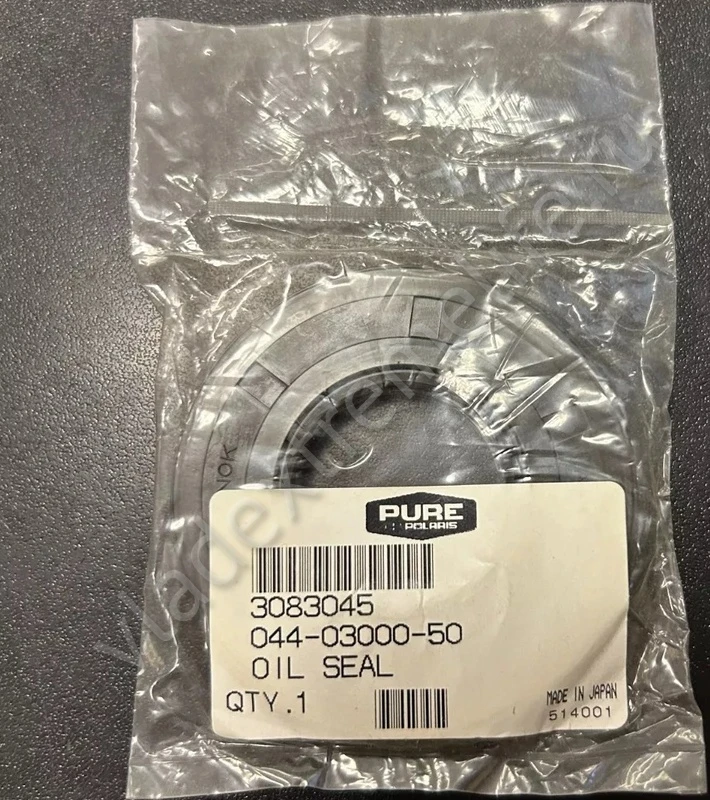 NOK
PURE
POLARIS
3083045
044-03000-50
OIL SEAL
QTY.1
MADE IN JAPAN
514001